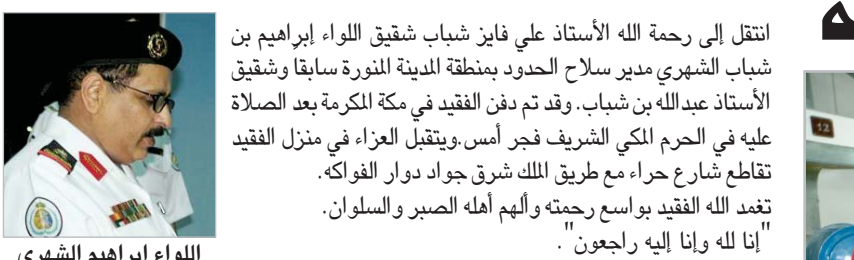 انتقل إلى رحمة الله الأستاذ علي فايز شباب شقيق اللواء إبراهيم بن
شباب الشهري مدير سلاح الحدود بمنطقة المدينة المنورة سابقاً وشقيق
الأستاذ عبدالله بن شباب. وقد تم دفن الفقيد في مكة المكرمة بعد الصلاة
عليه في الحرم المكي الشريف فجر أمس.ويتقبل العزاء في منزل الفقيد
تقاطع شارع حراء مع طريق الملك شرق جواد دوار الفواكه.
تغمد الله الفقيد بواسع رحمته وألهم أهله الصبر والسلوان.
"إنا لله وإنا إليه راجعون".
اللواء إبراهيم الشهري
12